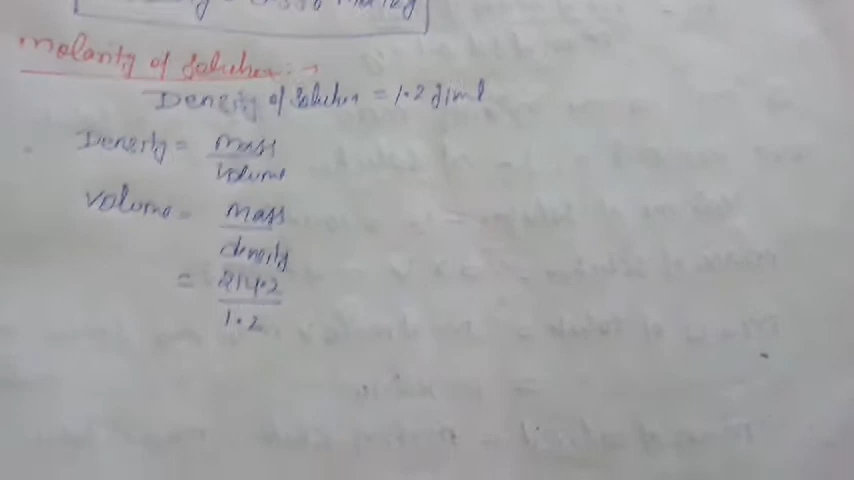 Molarity of Solution :-
Density of Solution = 1.2 g/ml
Density = mass
volume
Volume = mass
density
= 214.2
1.2